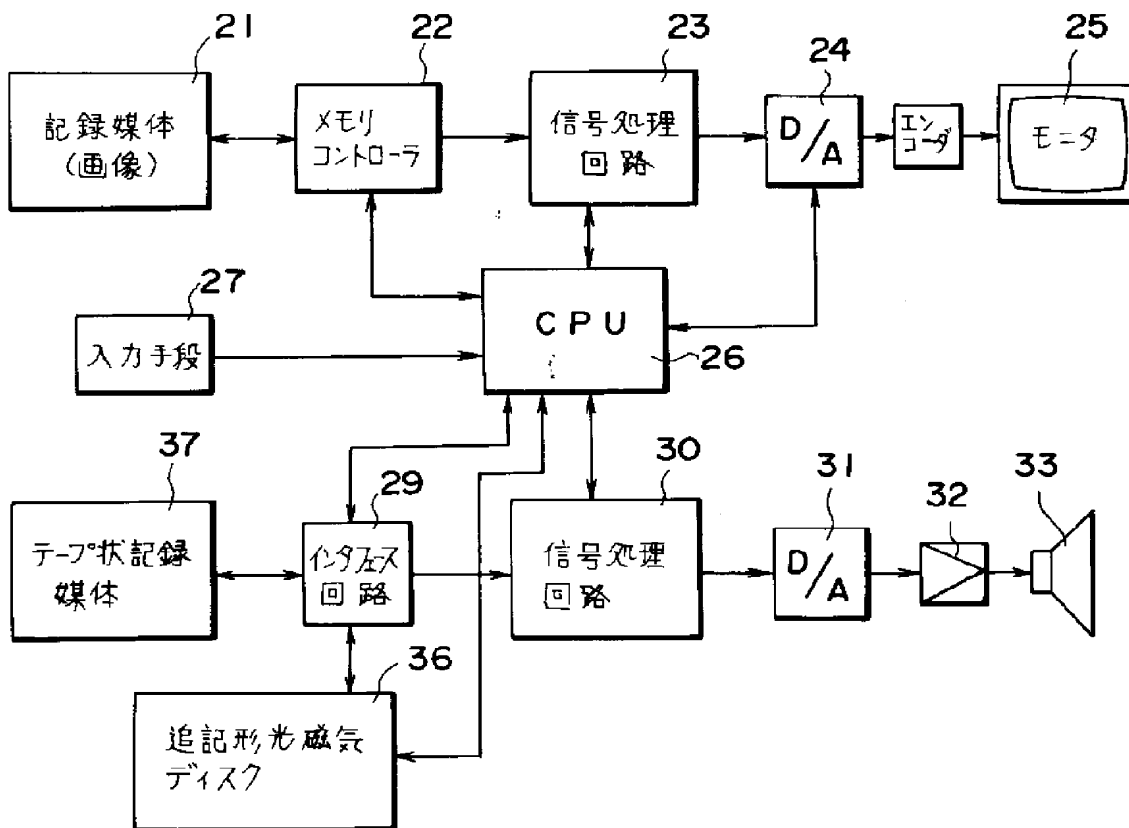 21
22
23
24
25
記録媒体
(画像)
メモリ
コントローラ
信号処理
回路
D/A
エン
コーダ
モニタ
27
入力手段
CPU
26
37
29
30
31
32
33
テープ状記録
媒体
インタフェース
回路
信号処理
回路
D/A
36
追記形光磁気
ディスク